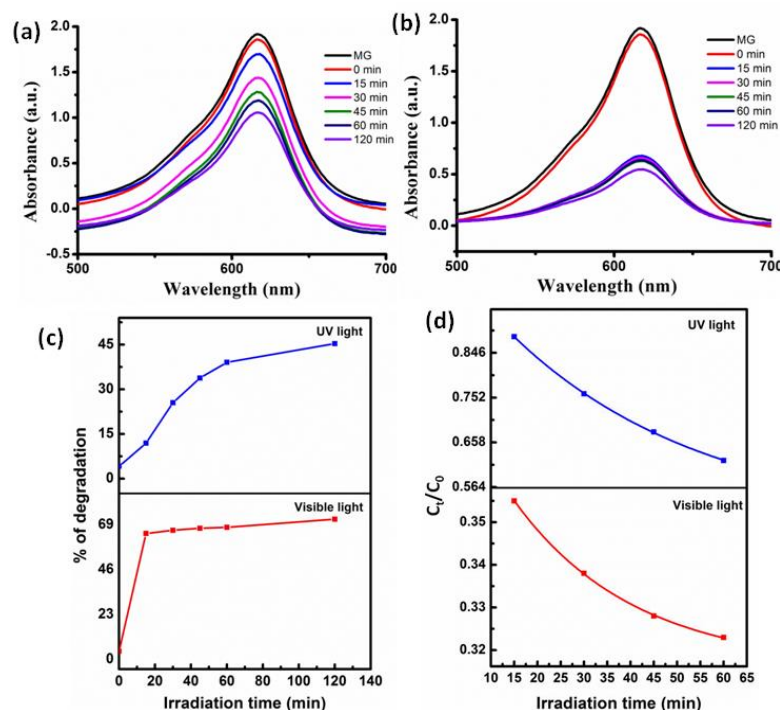 (a)
2.0
1.5
1.0
0.5
0.0
-0.5
Absorbance (a.u.)
MG
0 min
15 min
30 min
45 min
60 min
120 min
500
600
700
Wavelength (nm)
(b)
2.0
1.5
1.0
0.5
0.0
Absorbance (a.u.)
MG
0 min
15 min
30 min
45 min
60 min
120 min
500
600
700
Wavelength (nm)
(c)
UV light
45
30
15
0
% of degradation
Visible light
69
46
23
0
0 20 40 60 80 100 120 140
Irradiation time (min)
(d)
UV light
0.846
0.752
0.658
0.564
Cₜ/C₀
Visible light
0.35
0.34
0.33
0.32
10 15 20 25 30 35 40 45 50 55 60 65
Irradiation time (min)